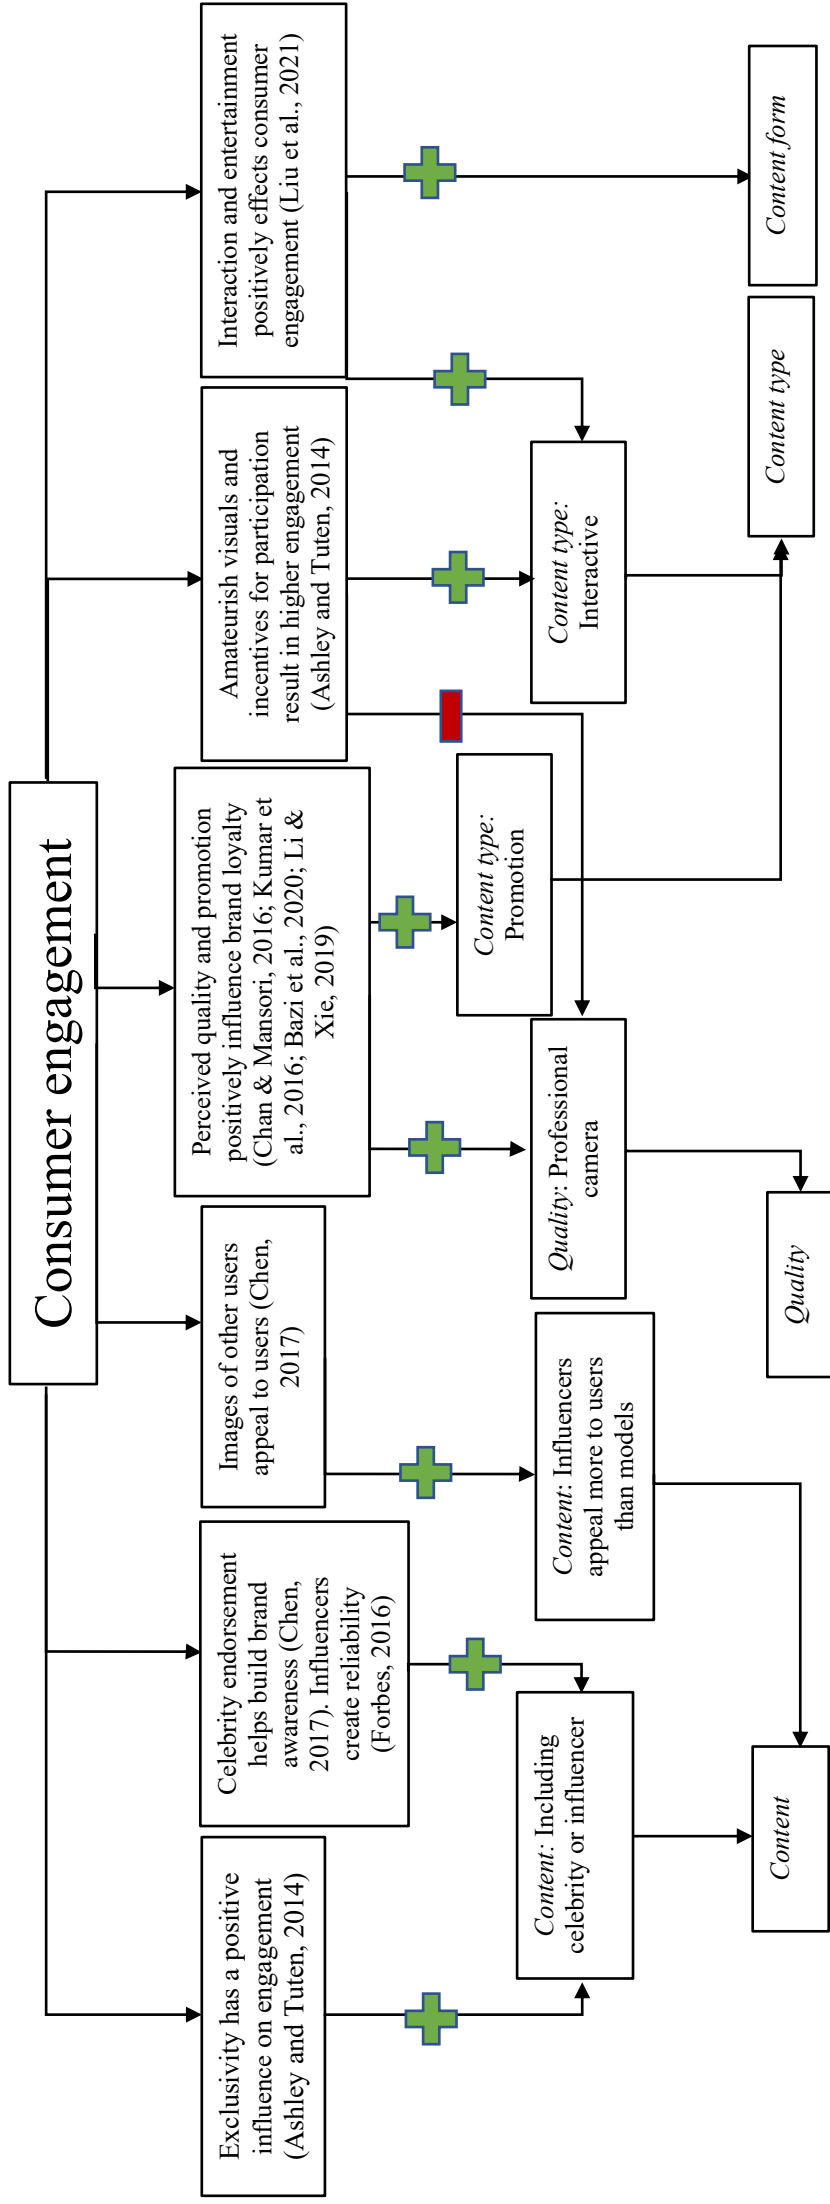 Consumer engagement
Exclusivity has a positive
influence on engagement
(Ashley and Tuten, 2014)
Celebrity endorsement
helps build brand
awareness (Chen,
2017). Influencers
create reliability
(Forbes, 2016)
Images of other users
appeal to users (Chen,
2017)
Perceived quality and promotion
positively influence brand loyalty
(Chan & Mansori, 2016; Kumar et
al., 2016; Bazi et al., 2020; Li &
Xie, 2019)
Amateurish visuals and
incentives for participation
result in higher engagement
(Ashley and Tuten, 2014)
Interaction and entertainment
positively effects consumer
engagement (Liu et al., 2021)
Content: Including
celebrity or influencer
Content: Influencers
appeal more to users
than models
Quality: Professional
camera
Content type:
Promotion
Content type:
Interactive
Content
Quality
Content type
Content form